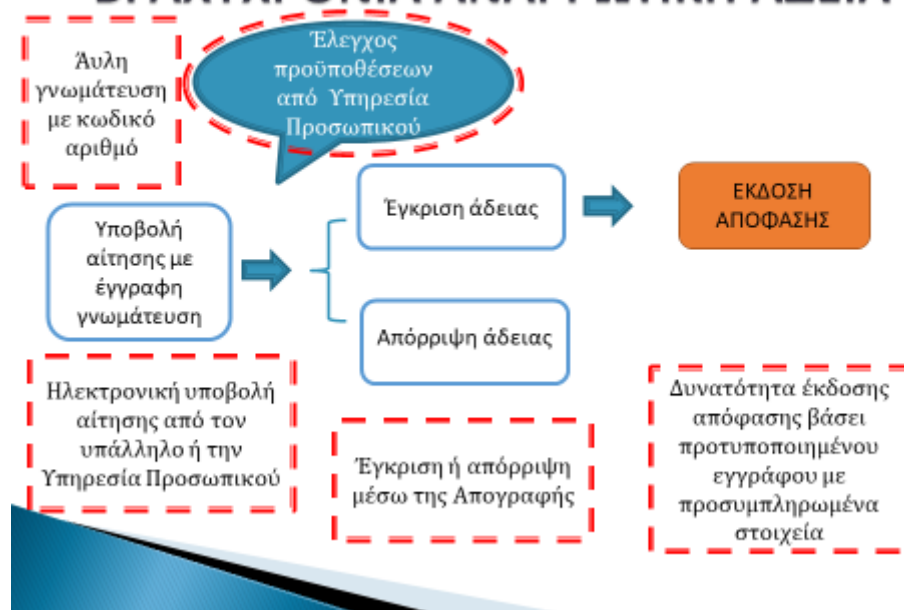 Άυλη
γνωμάτευση
με κωδικό
αριθμό
Έλεγχος
προϋποθέσεων
από Υπηρεσία
Προσωπικού
Υποβολή
αίτησης με
έγγραφη
γνωμάτευση
Έγκριση άδειας
ΕΚΔΟΣΗ
ΑΠΟΦΑΣΗΣ
Απόρριψη άδειας
Ηλεκτρονική υποβολή
αίτησης από τον
υπάλληλο ή την
Υπηρεσία Προσωπικού
Έγκριση ή απόρριψη
μέσω της Απογραφής
Δυνατότητα έκδοσης
απόφασης βάσει
προτυποποιημένου
εγγράφου με
προσυμπληρωμένα
στοιχεία